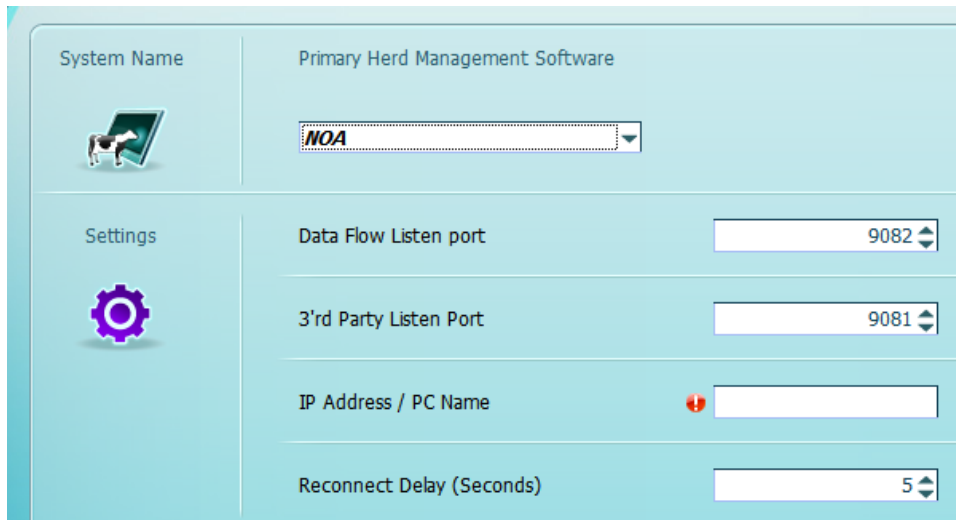 System Name
Primary Herd Management Software
NOA
Settings
Data Flow Listen port
9082
3'rd Party Listen Port
9081
IP Address / PC Name
Reconnect Delay (Seconds)
5